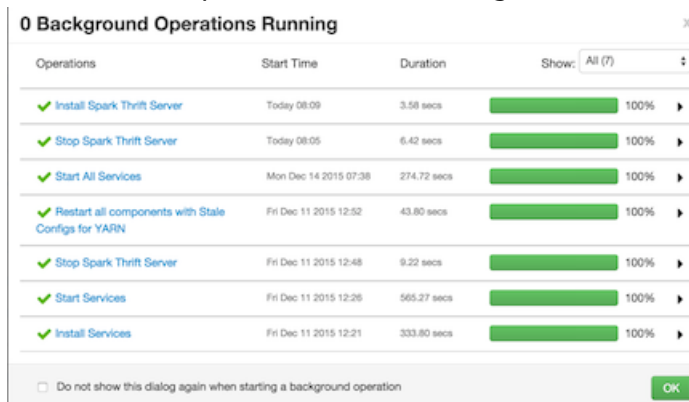 0 Background Operations Running
Operations Start Time Duration Show: All (7)
Install Spark Thrift Server Today 08:09 3.58 secs 100%
Stop Spark Thrift Server Today 08:05 6.42 secs 100%
Start All Services Mon Dec 14 2015 07:38 274.72 secs 100%
Restart all components with Stale Fri Dec 11 2015 12:52 43.80 secs 100%
Configs for YARN
Stop Spark Thrift Server Fri Dec 11 2015 12:48 9.22 secs 100%
Start Services Fri Dec 11 2015 12:26 565.27 secs 100%
Install Services Fri Dec 11 2015 12:21 333.80 secs 100%
Do not show this dialog again when starting a background operation OK